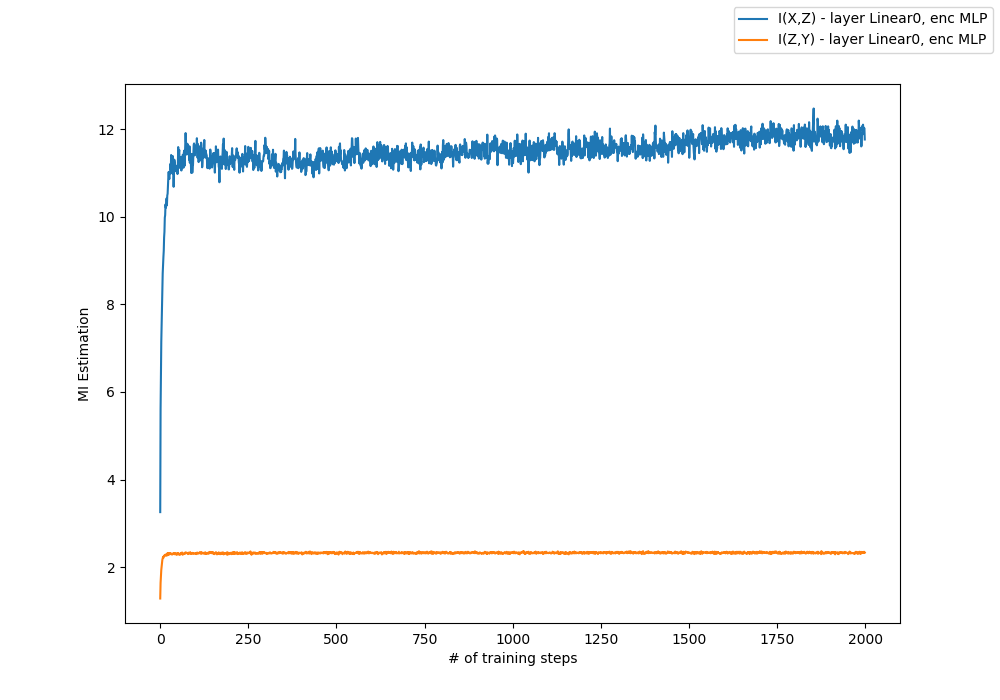 I(X,Z) - layer Linear0, enc MLP
I(Z,Y) - layer Linear0, enc MLP
12
10
8
6
4
2
MI Estimation
0 250 500 750 1000 1250 1500 1750 2000
# of training steps